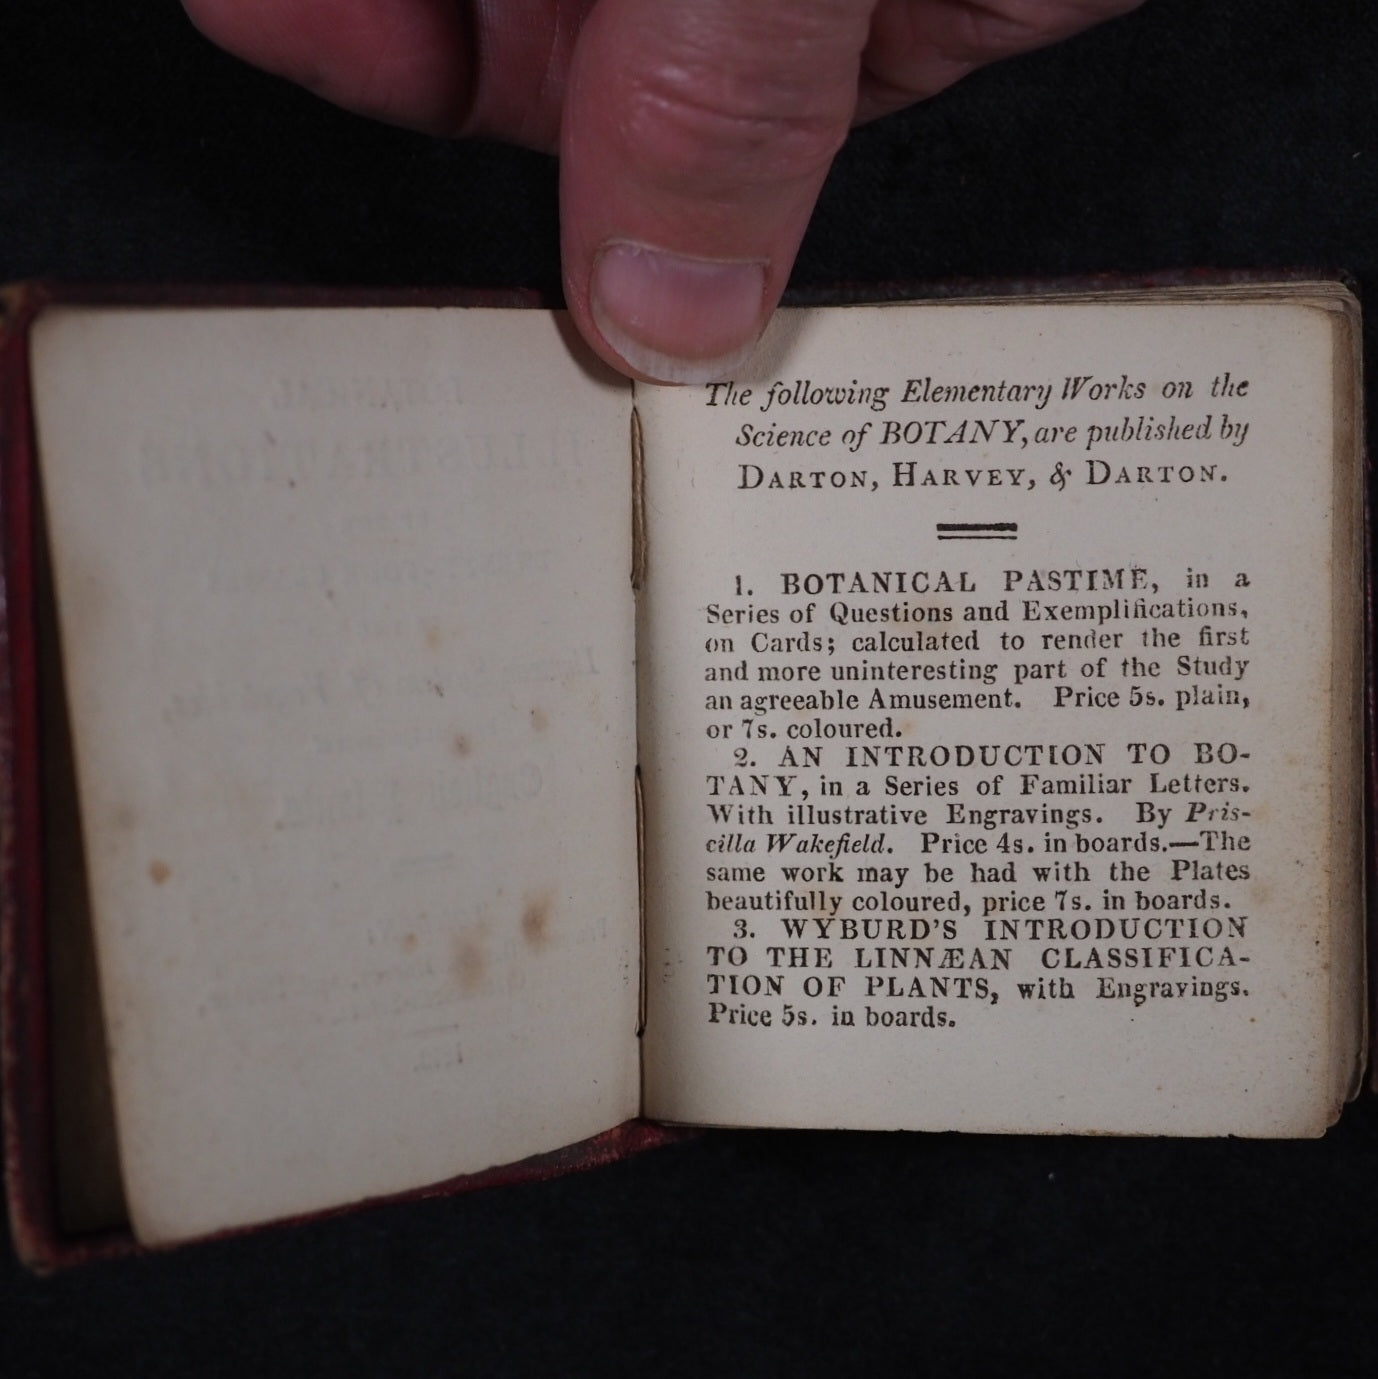 The following Elementary Works on the
Science of BOTANY, are published by
DARTON, HARVEY, & DARTON.
1. BOTANICAL PASTIME, in a
Series of Questions and Exemplifications,
on Cards; calculated to render the first
and more uninteresting part of the Study
an agreeable Amusement. Price 5s. plain,
or 7s. coloured.
2. AN INTRODUCTION TO BO-
TANY, in a Series of Familiar Letters.
With illustrative Engravings. By Pris-
cilla Wakefield. Price 4s. in boards.—The
same work may be had with the Plates
beautifully coloured, price 7s. in boards.
3. WYBURD'S INTRODUCTION
TO THE LINNÆAN CLASSIFICA-
TION OF PLANTS, with Engravings.
Price 5s. in boards.